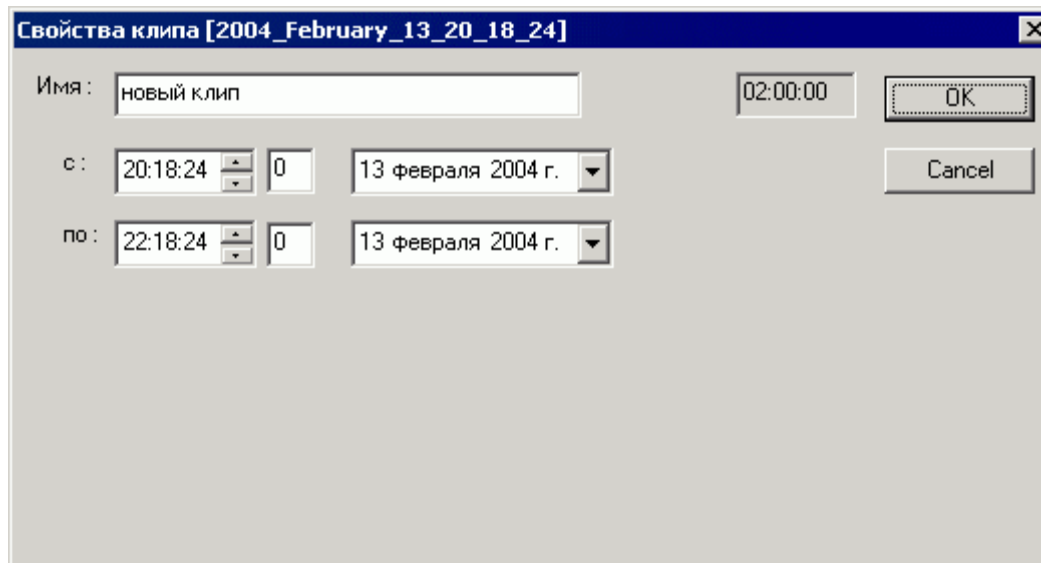 Свойства клипа [2004_February_13_20_18_24]
Имя: новый клип 02:00:00 OK
с: 20:18:24 0 13 февраля 2004 г. Cancel
по: 22:18:24 0 13 февраля 2004 г.